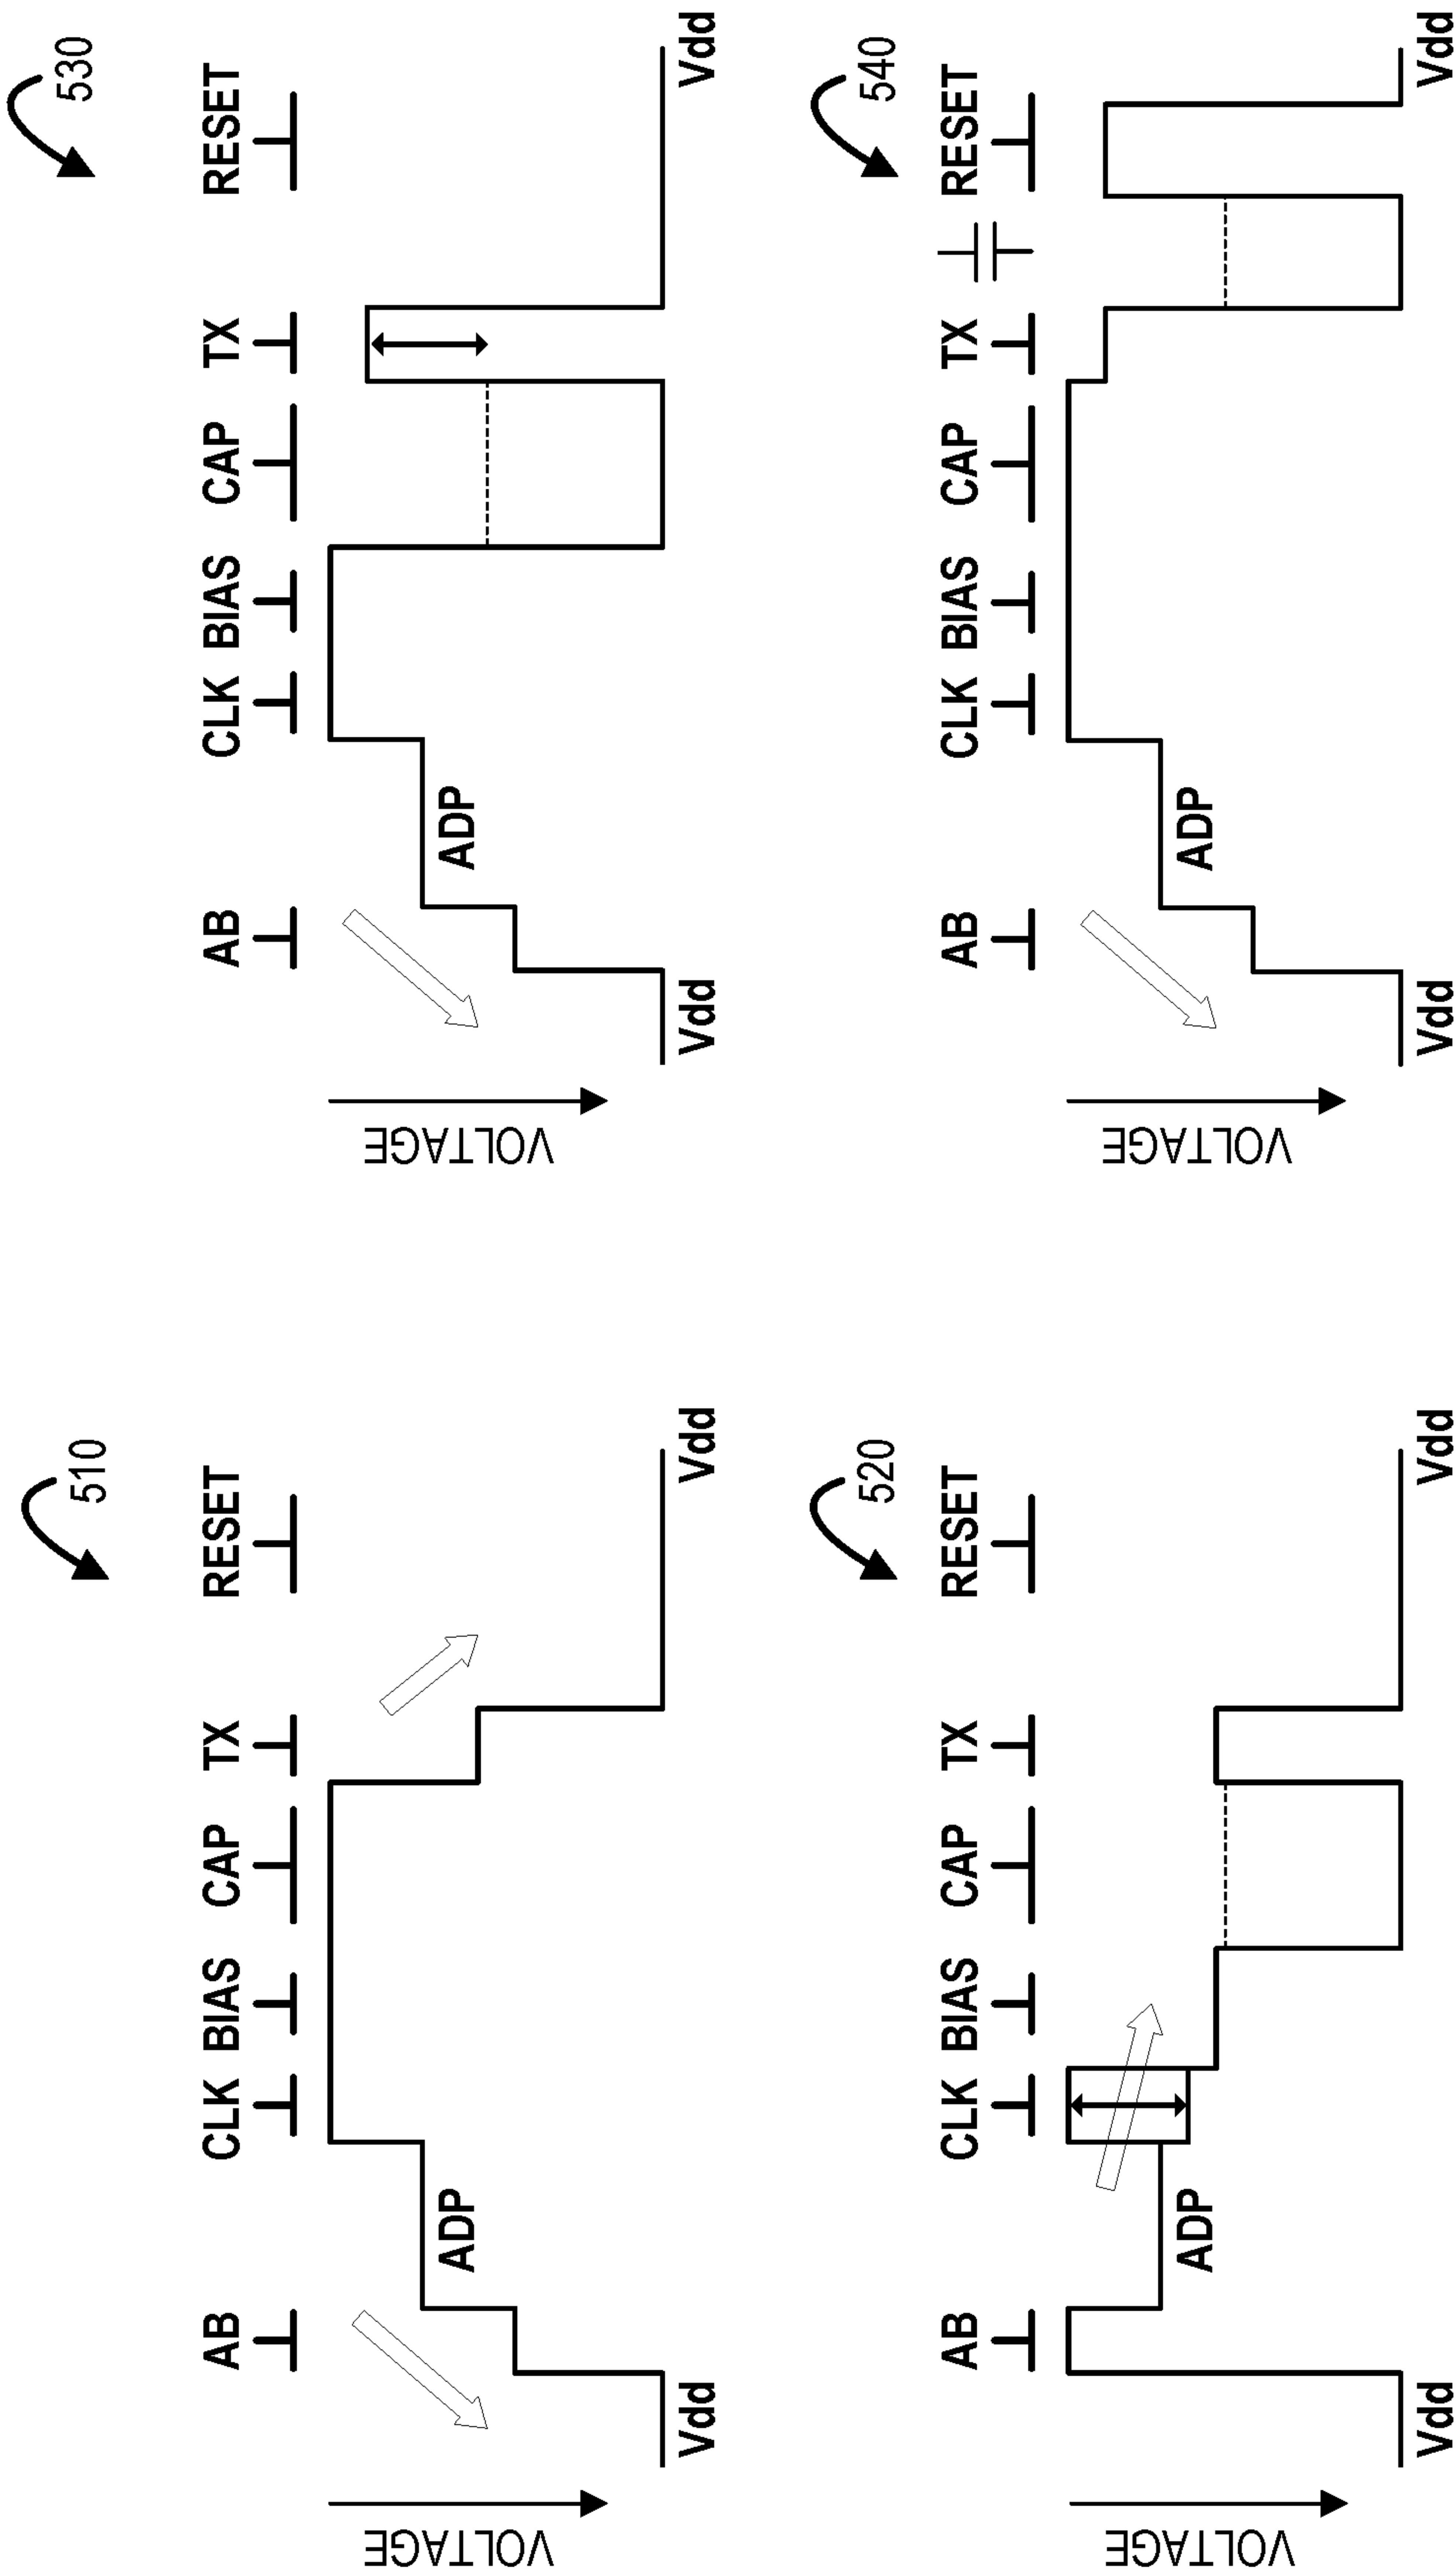 510
AB CLK BIAS CAP TX RESET
VOLTAGE
ADP
Vdd Vdd
520
AB CLK BIAS CAP TX RESET
VOLTAGE
ADP
Vdd Vdd
530
AB CLK BIAS CAP TX RESET
VOLTAGE
ADP
Vdd Vdd
540
AB CLK BIAS CAP TX RESET
VOLTAGE
ADP
Vdd Vdd